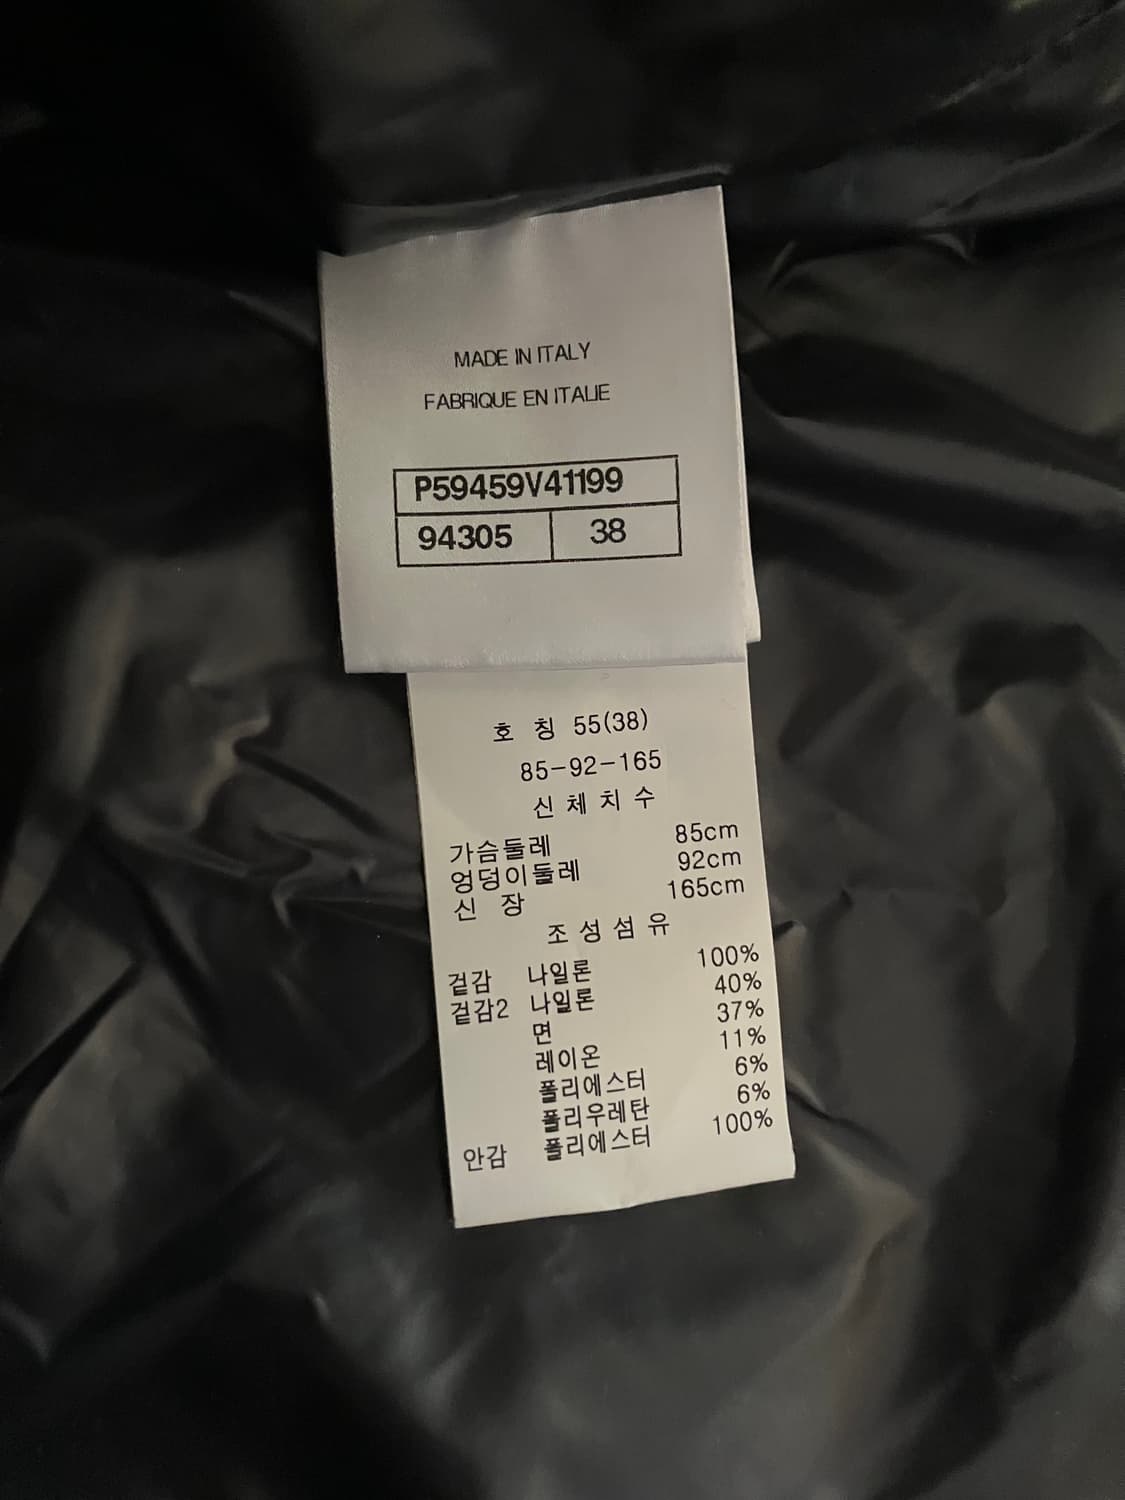 MADE IN ITALY
FABRIQUE EN ITALIE
P59459V41199
94305 38
호 칭 55(38)
85-92-165
신 체 치 수
가슴둘레 85cm
엉덩이둘레 92cm
신 장 165cm
조 성 섬 유
겉감 나일론 100%
겉감2 나일론 40%
면 37%
레이온 11%
폴리에스터 6%
폴리우레탄 6%
안감 폴리에스터 100%